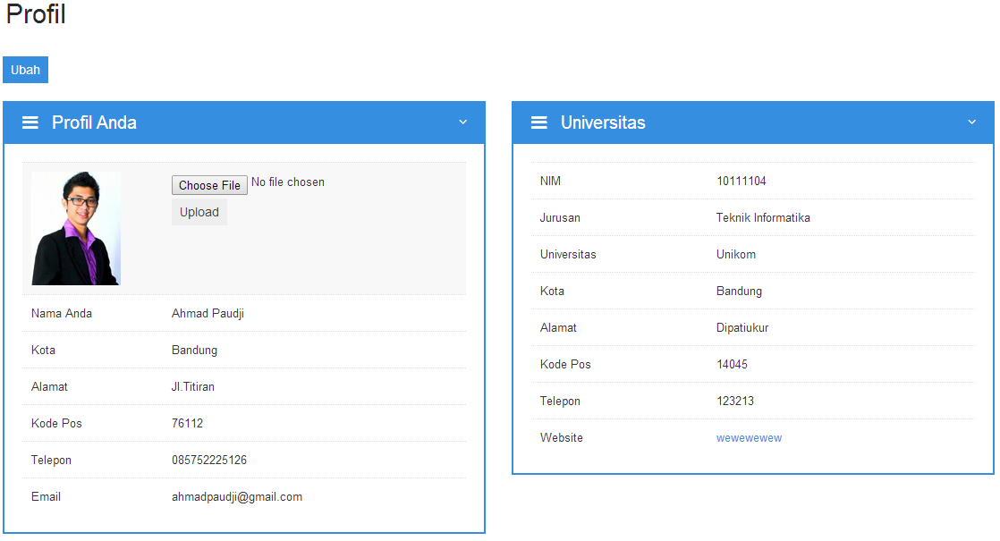 Profil
Ubah
Profil Anda
Choose File No file chosen
Upload
Nama Anda Ahmad Paudji
Kota Bandung
Alamat Jl.Titiran
Kode Pos 76112
Telepon 085752225126
Email ahmadpaudji@gmail.com
Universitas
NIM 10111104
Jurusan Teknik Informatika
Universitas Unikom
Kota Bandung
Alamat Dipatiukur
Kode Pos 14045
Telepon 123213
Website wewewewew